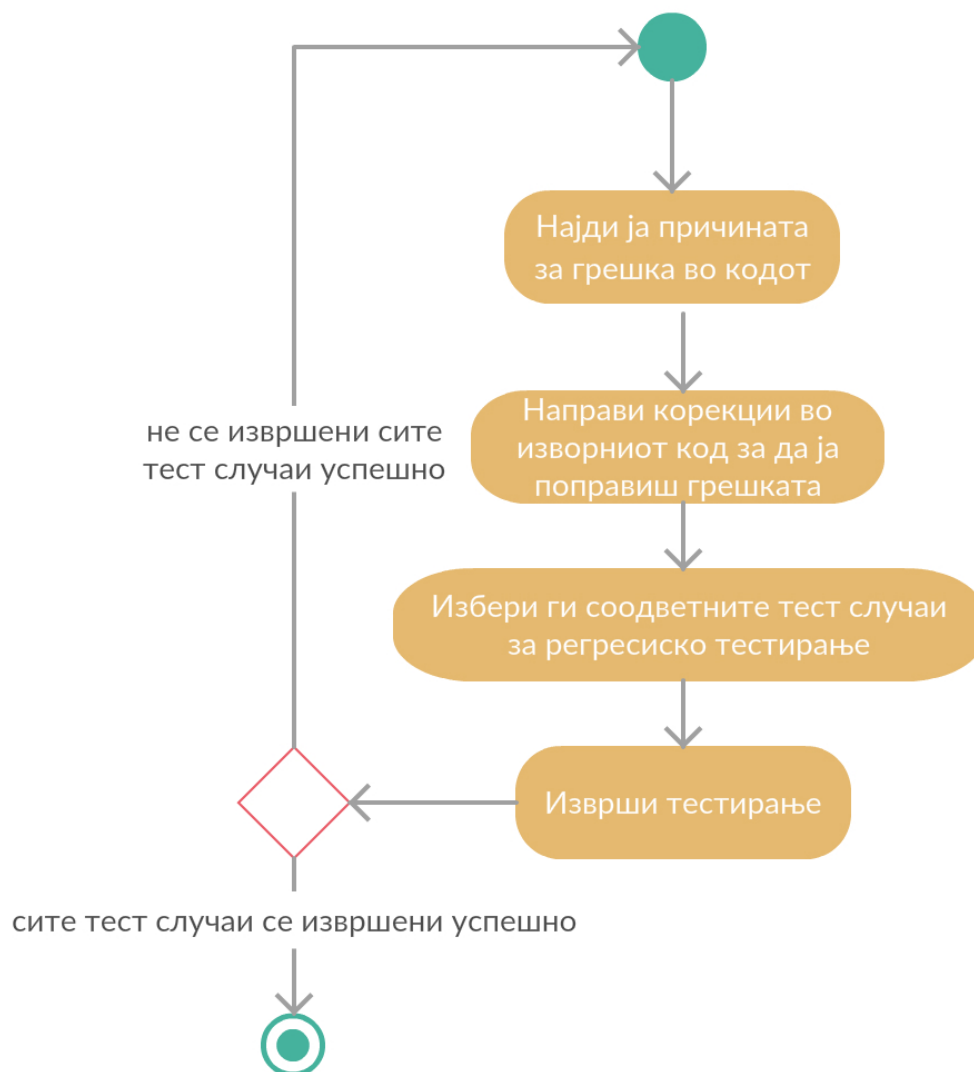 Најди ја причината
за грешка во кодот
Направи корекции во
изворниот код за да ја
поправиш грешката
не се извршени сите
тест случаи успешно
Избери ги соодветните тест случаи
за регресиско тестирање
Изврши тестирање
сите тест случаи се извршени успешно